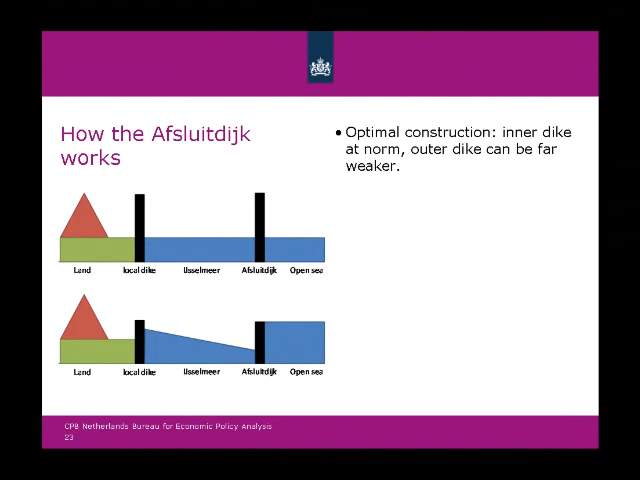 How the Afsluitdijk
works
• Optimal construction: inner dike
at norm, outer dike can be far
weaker.
Land local dike IJsselmeer Afsluitdijk Open sea
Land local dike IJsselmeer Afsluitdijk Open sea
CPB Netherlands Bureau for Economic Policy Analysis
23